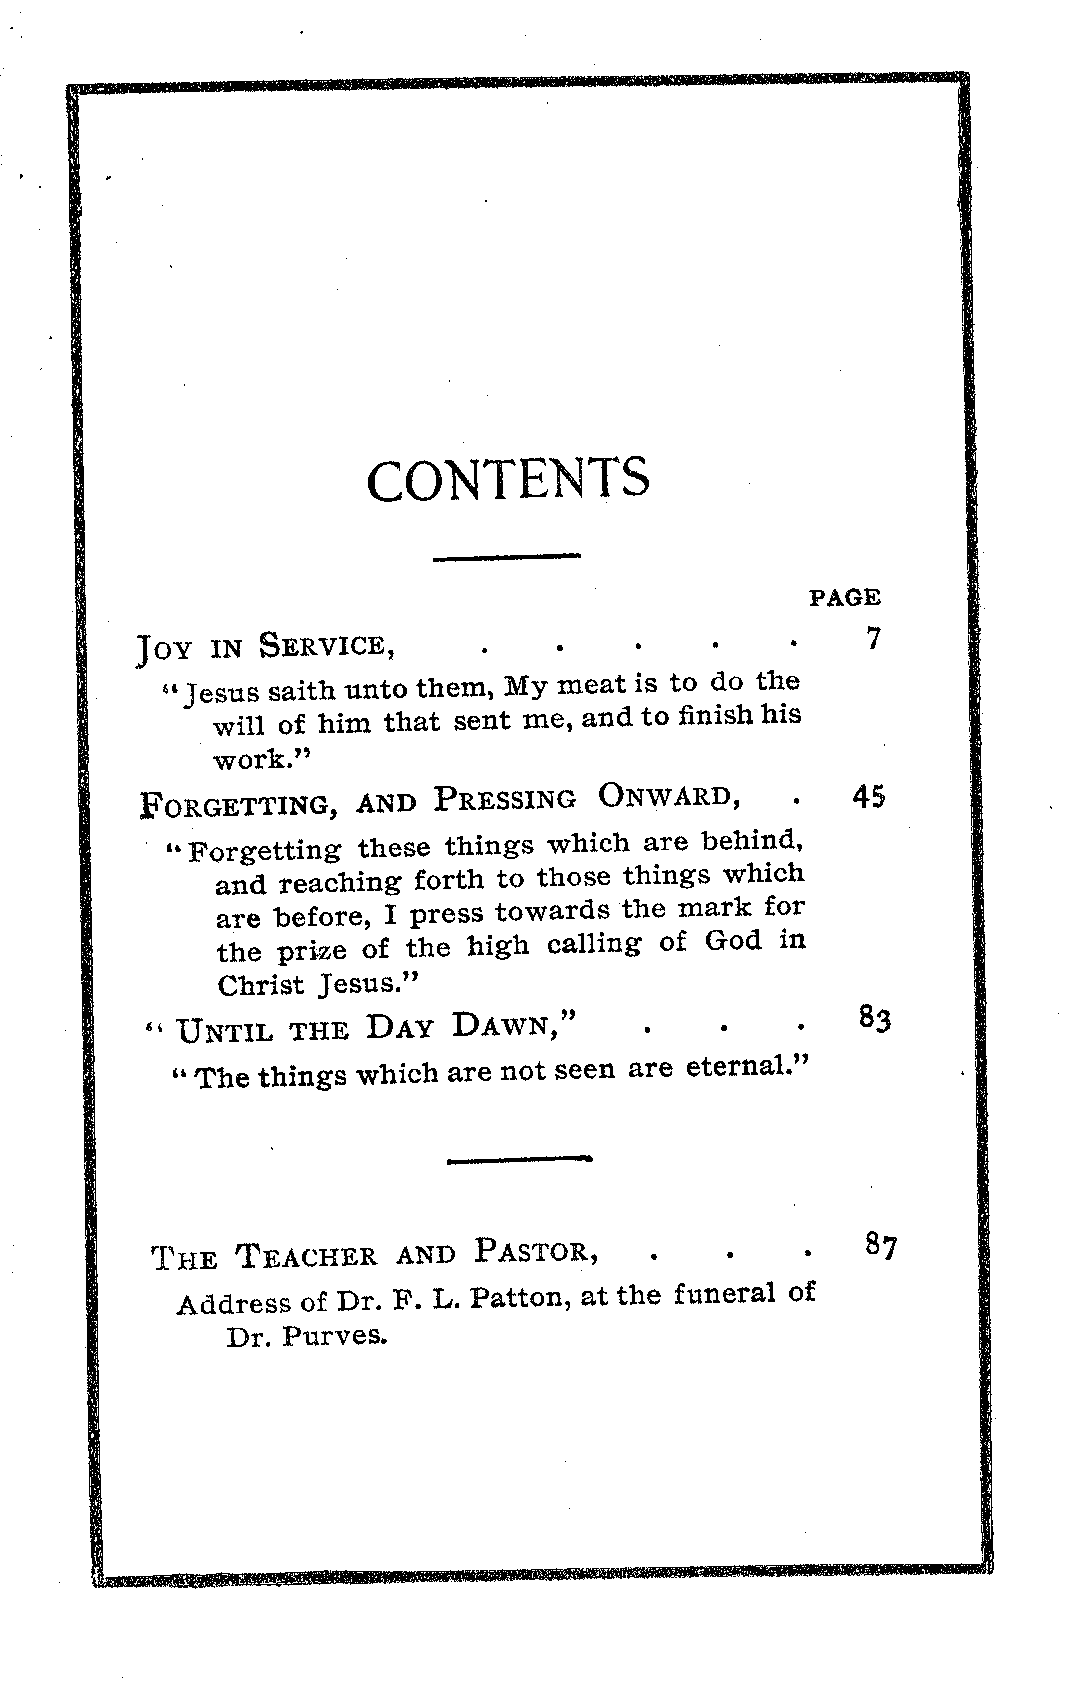 CONTENTS
PAGE
JOY IN SERVICE, . . . . . 7
"Jesus saith unto them, My meat is to do the
will of him that sent me, and to finish his
work."
FORGETTING, AND PRESSING ONWARD, . 45
"Forgetting these things which are behind,
and reaching forth to those things which
are before, I press towards the mark for
the prize of the high calling of God in
Christ Jesus."
"UNTIL THE DAY DAWN," . . . 83
"The things which are not seen are eternal."
THE TEACHER AND PASTOR, . . . 87
Address of Dr. F. L. Patton, at the funeral of
Dr. Purves.